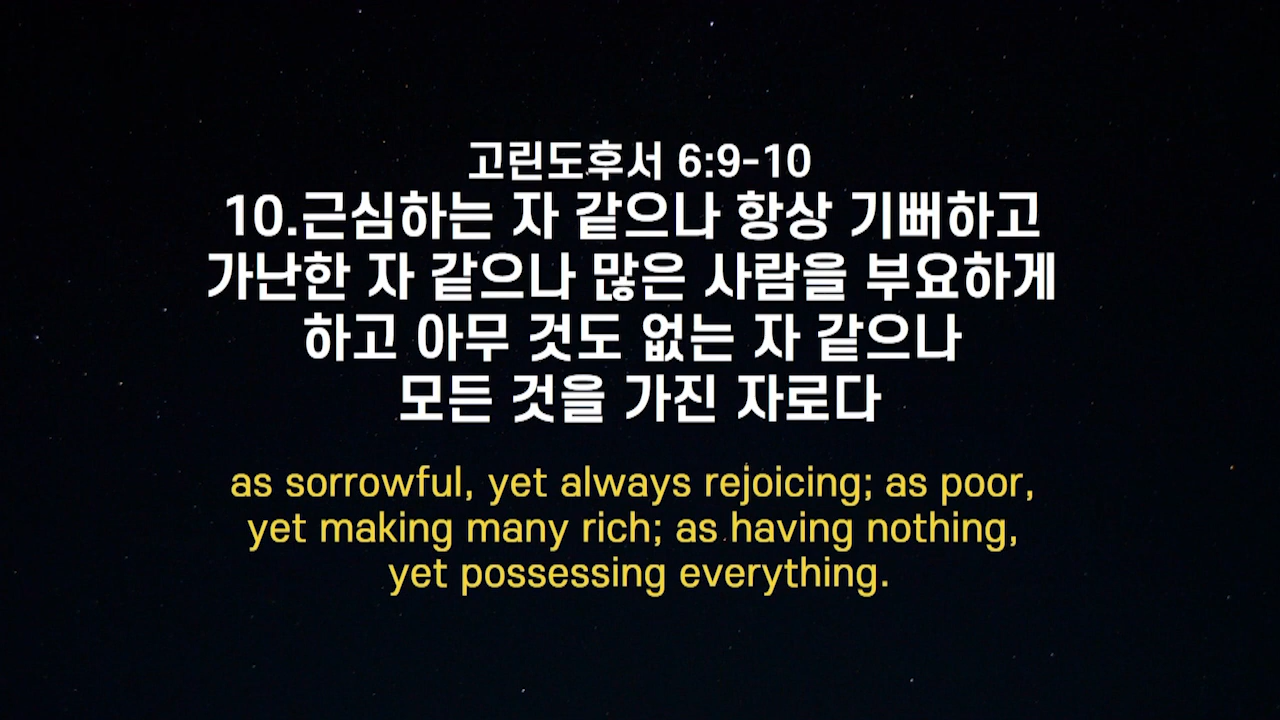 고린도후서 6:9-10
10.근심하는 자 같으나 항상 기뻐하고
가난한 자 같으나 많은 사람을 부요하게
하고 아무 것도 없는 자 같으나
모든 것을 가진 자로다
as sorrowful, yet always rejoicing; as poor,
yet making many rich; as having nothing,
yet possessing everything.